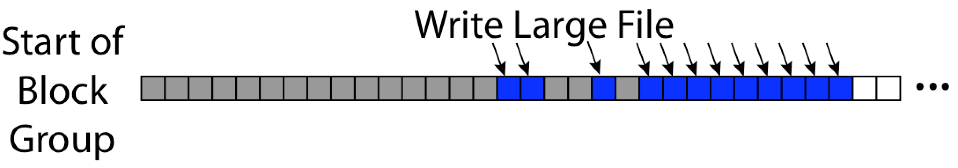 Write Large File
Start of
Block
Group
...